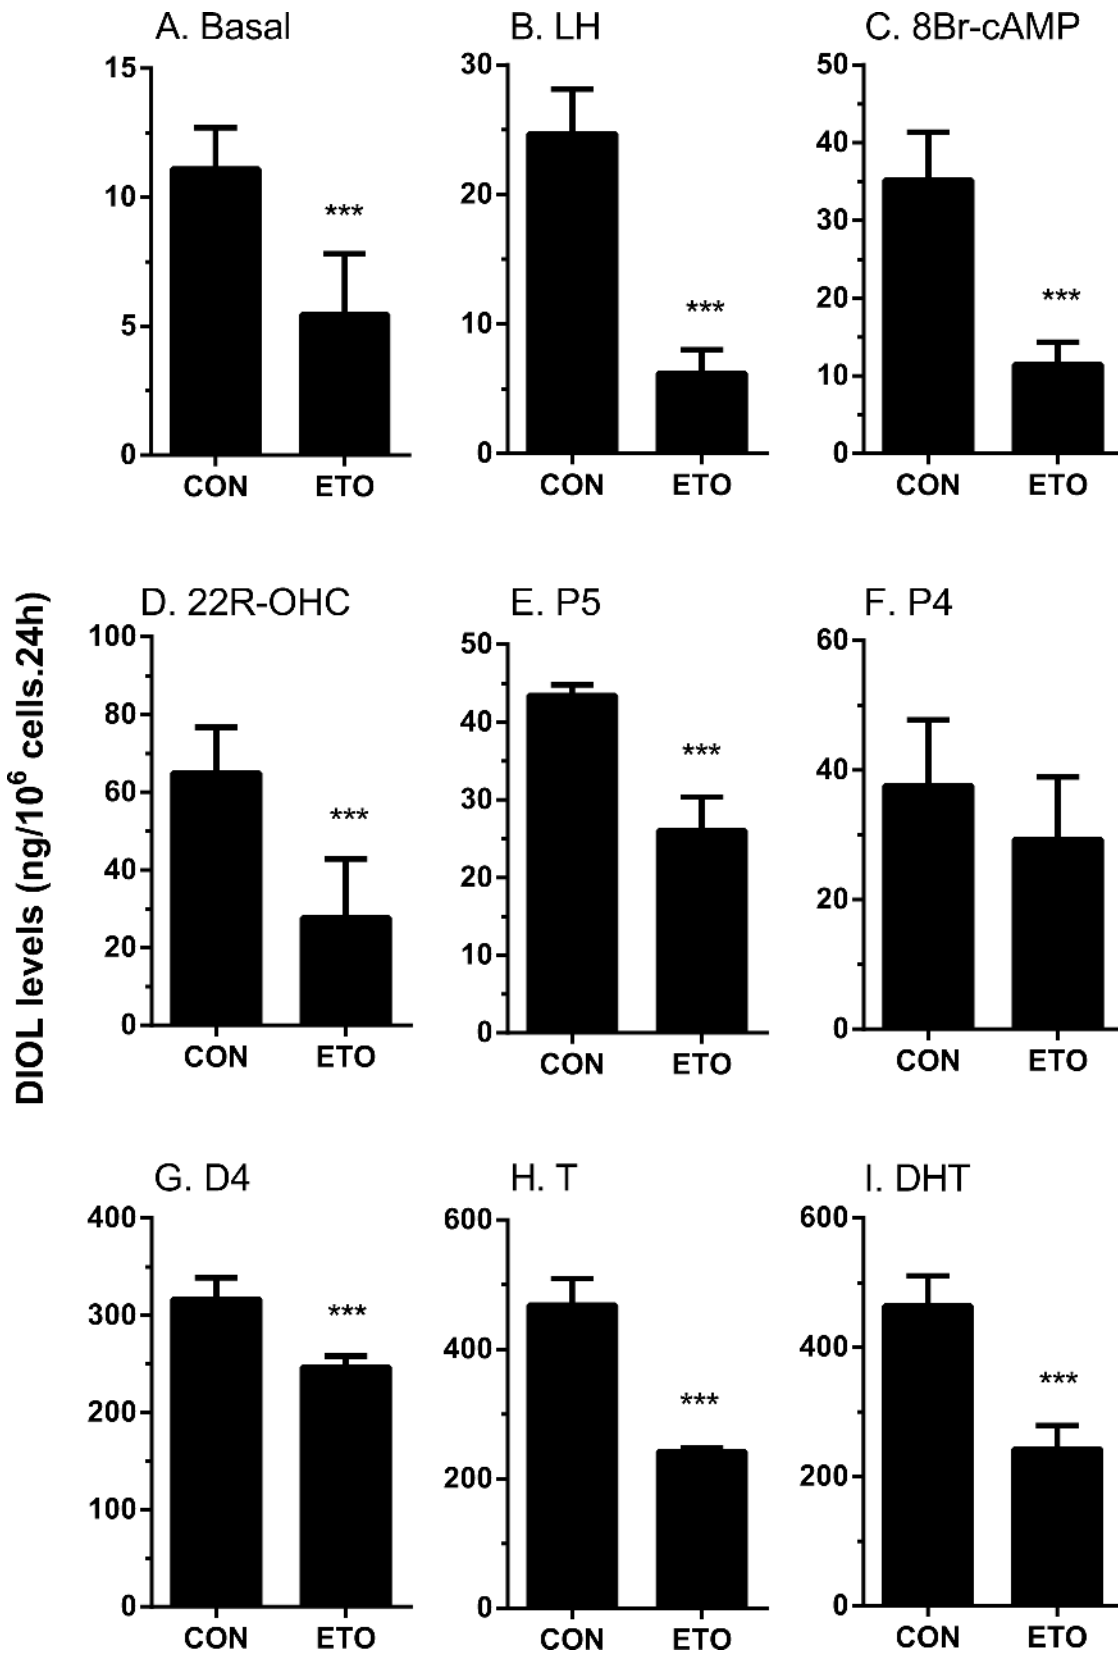 A. Basal
15
10
5
0
***
CON ETO
B. LH
30
20
10
0
***
CON ETO
C. 8Br-cAMP
50
40
30
20
10
0
***
CON ETO
DIOL levels (ng/10⁶ cells.24h)
D. 22R-OHC
100
80
60
40
20
0
***
CON ETO
E. P5
50
40
30
20
10
0
***
CON ETO
F. P4
60
40
20
0
CON ETO
G. D4
400
300
200
100
0
***
CON ETO
H. T
600
400
200
0
***
CON ETO
I. DHT
600
400
200
0
***
CON ETO